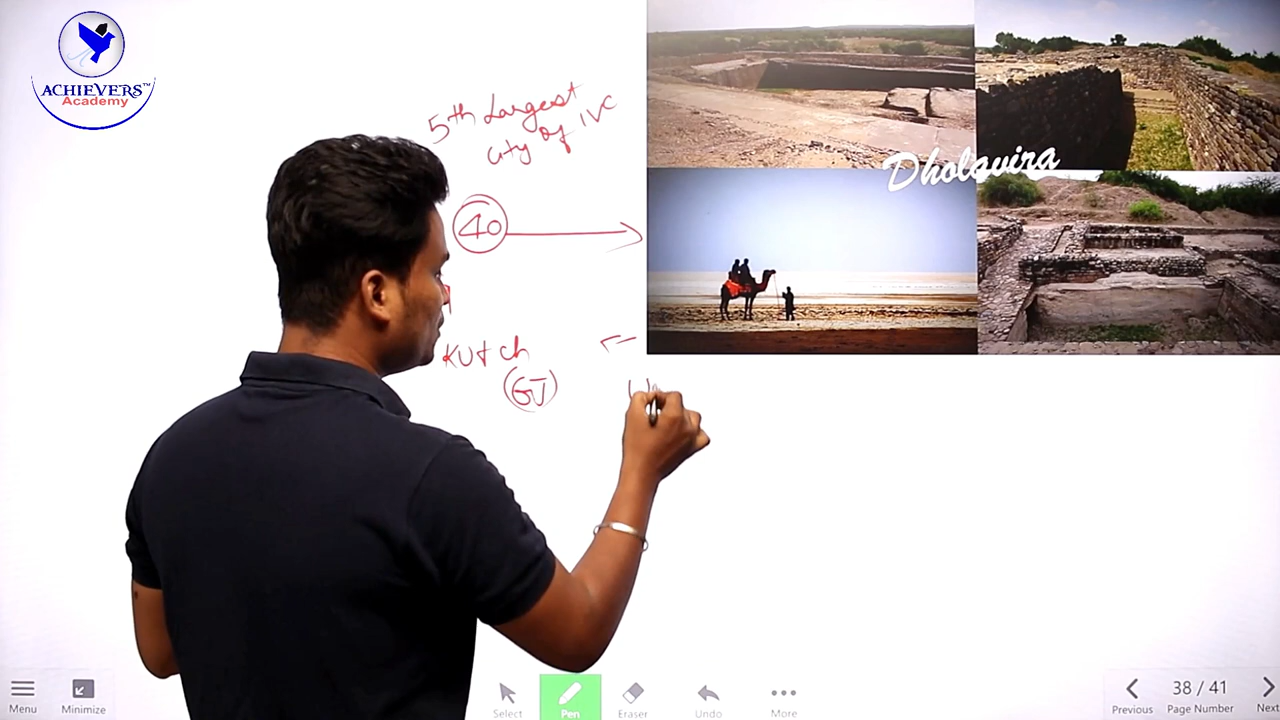 ACHIEVERS™
Academy
5th Largest
City of IVC
40
Kutch
(GJ)
Dholavira
Menu
Minimize
Select
Pen
Eraser
Undo
More
Previous
38 / 41
Page Number
Next